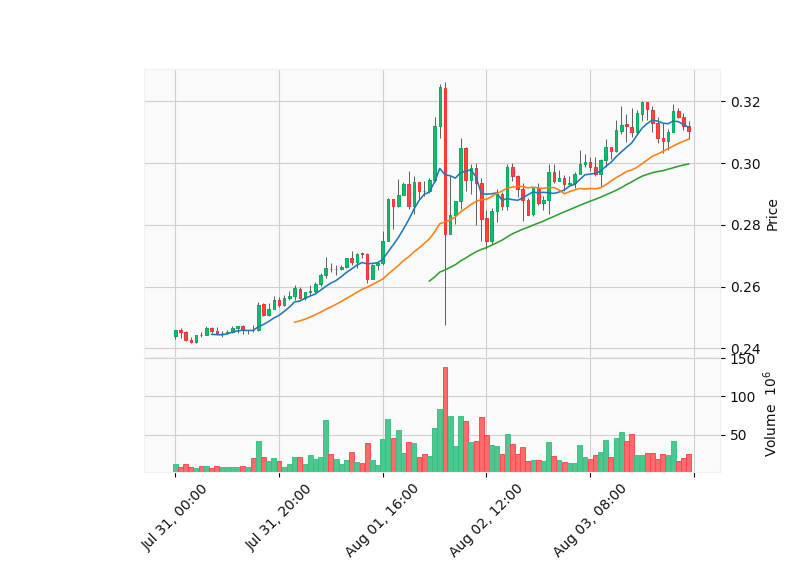 0.32
0.30
0.28
0.26
0.24
Price
150
100
50
Volume 10^6
Jul 31, 00:00
Jul 31, 20:00
Aug 01, 16:00
Aug 02, 12:00
Aug 03, 08:00